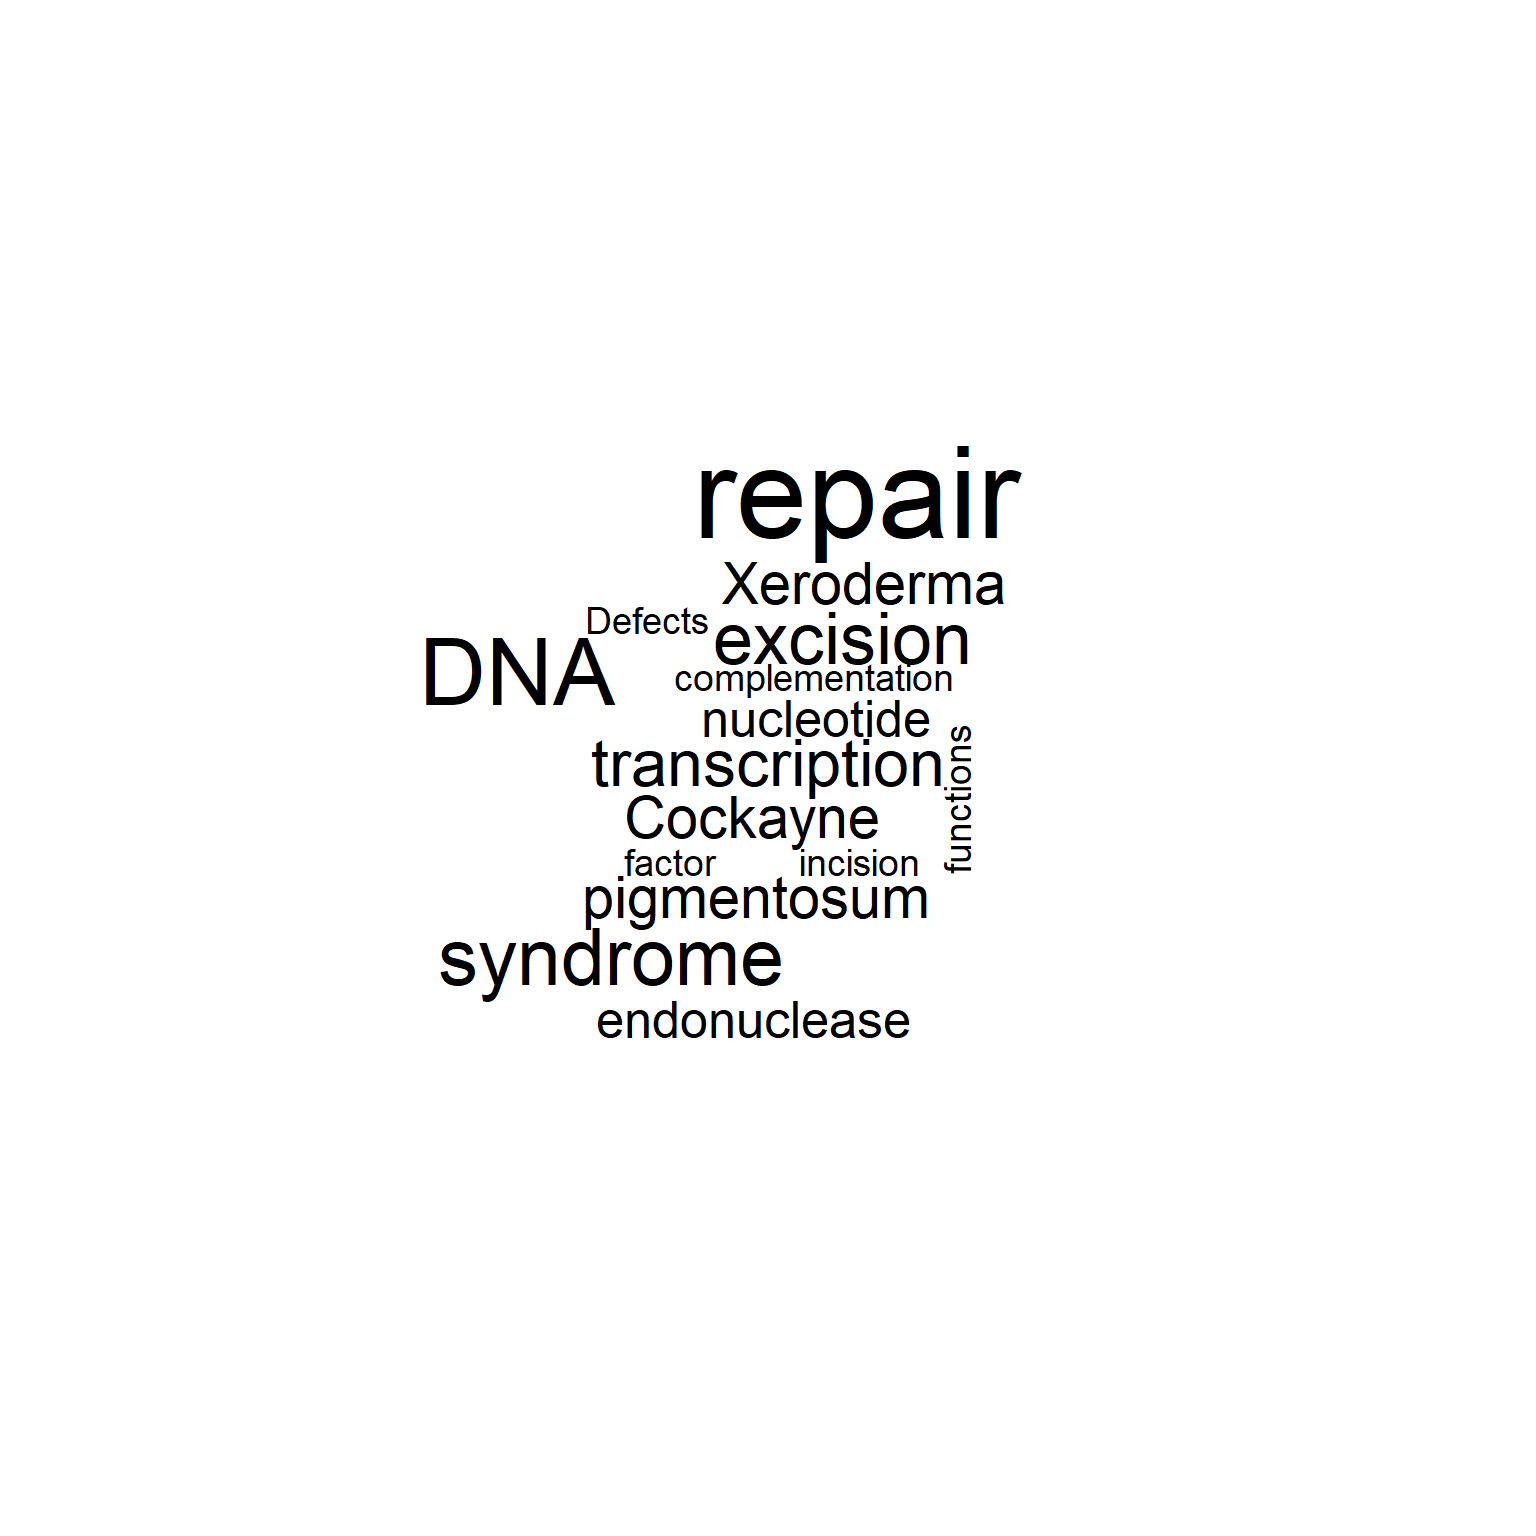 repair
Xeroderma
Defects
excision
DNA
complementation
nucleotide
transcription
functions
Cockayne
factor
incision
pigmentosum
syndrome
endonuclease